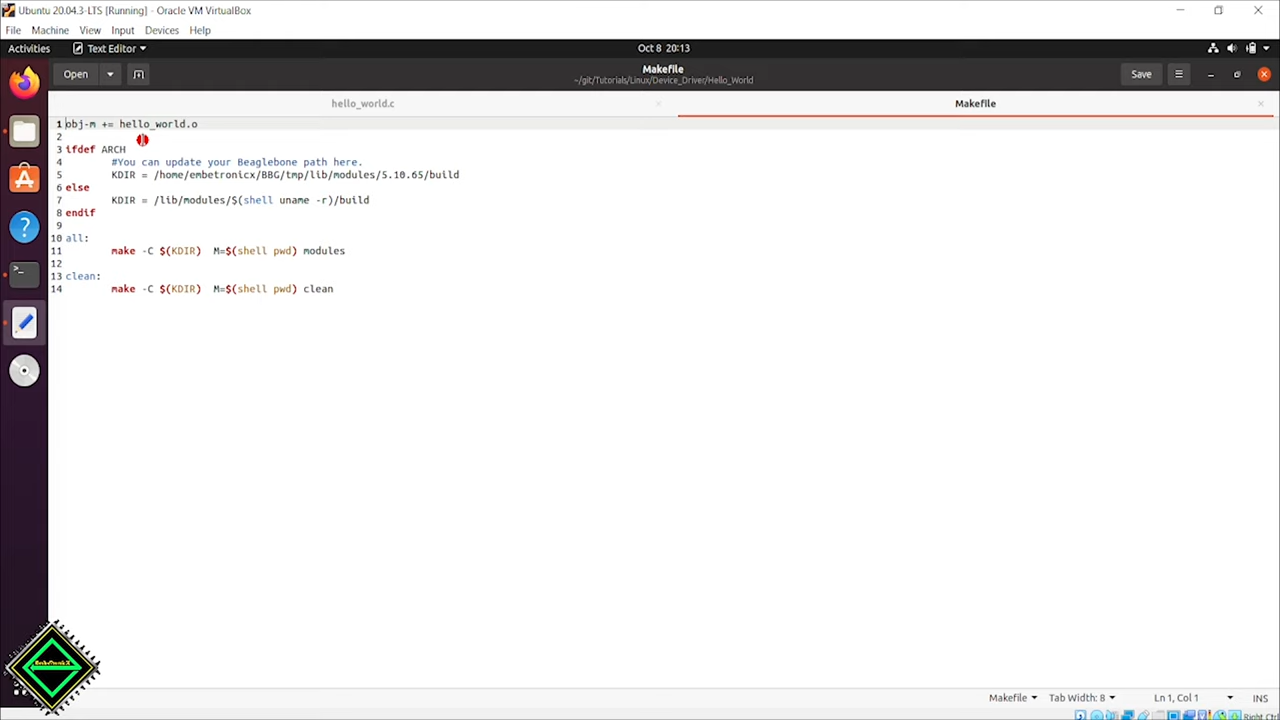 Ubuntu 20.04.3-LTS [Running] - Oracle VM VirtualBox
File Machine View Input Devices Help
Activities Text Editor Oct 8 20:13
Open Makefile Save
~/git/Tutorials/Linux/Device_Driver/Hello_World
hello_world.c Makefile
1 obj-m += hello_world.o
2
3 ifdef ARCH
4 #You can update your Beaglebone path here.
5 KDIR = /home/embetronicx/BBG/tmp/lib/modules/5.10.65/build
6 else
7 KDIR = /lib/modules/$(shell uname -r)/build
8 endif
9
10 all:
11 make -C $(KDIR)  M=$(shell pwd) modules
12
13 clean:
14 make -C $(KDIR)  M=$(shell pwd) clean
EmbeTronicX
Makefile Tab Width: 8 Ln 1, Col 1 INS
Right Ctrl